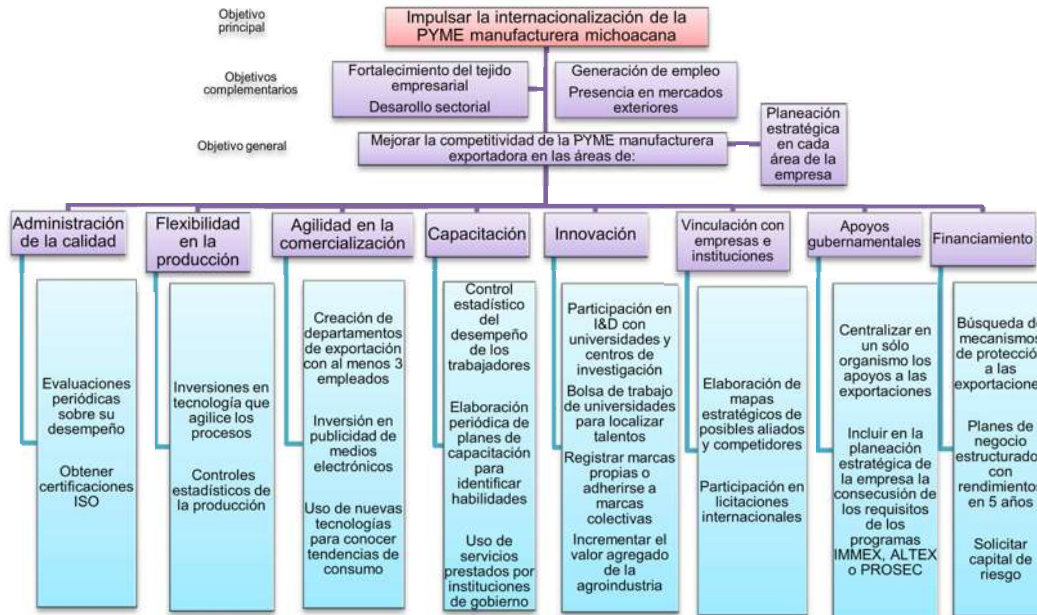 Objetivo
principal
Impulsar la internacionalización de la
PYME manufacturera michoacana
Objetivos
complementarios
Fortalecimiento del tejido
empresarial
Desarollo sectorial
Generación de empleo
Presencia en mercados
exteriores
Objetivo general
Mejorar la competitividad de la PYME manufacturera
exportadora en las áreas de:
Planeación
estratégica
en cada
área de la
empresa
Administración
de la calidad
Evaluaciones
periódicas
sobre su
desempeño
Obtener
certificaciones
ISO
Flexibilidad
en la
producción
Inversiones en
tecnología que
agilice los
procesos
Controles
estadísticos de
la producción
Agilidad en la
comercialización
Creación de
departamentos
de exportación
con al menos 3
empleados
Inversión en
publicidad de
medios
electrónicos
Uso de nuevas
tecnologías
para conocer
tendencias de
consumo
Capacitación
Control
estadístico
del
desempeño
de los
trabajadores
Elaboración
periódica de
planes de
capacitación
para
identificar
habilidades
Uso de
servicios
prestados por
instituciones
de gobierno
Innovación
Participación en
I&D con
universidades y
centros de
investigación
Bolsa de trabajo
de universidades
para localizar
talentos
Registrar marcas
propias o
adherirse a
marcas
colectivas
Incrementar el
valor agregado
de la
agroindustria
Vinculación con
empresas e
instituciones
Elaboración de
mapas
estratégicos de
posibles aliados
y competidores
Participación en
licitaciones
internacionales
Apoyos
gubernamentales
Centralizar en
un sólo
organismo los
apoyos a las
exportaciones
Incluir en la
planeación
estratégica de
la empresa la
consecusión de
los requisitos
de los
programas
IMMEX, ALTEX
o PROSEC
Financiamiento
Búsqueda de
mecanismos
de protección
a las
exportaciones
Planes de
negocio
estructurados
con
rendimientos
en 5 años
Solicitar
capital de
riesgo